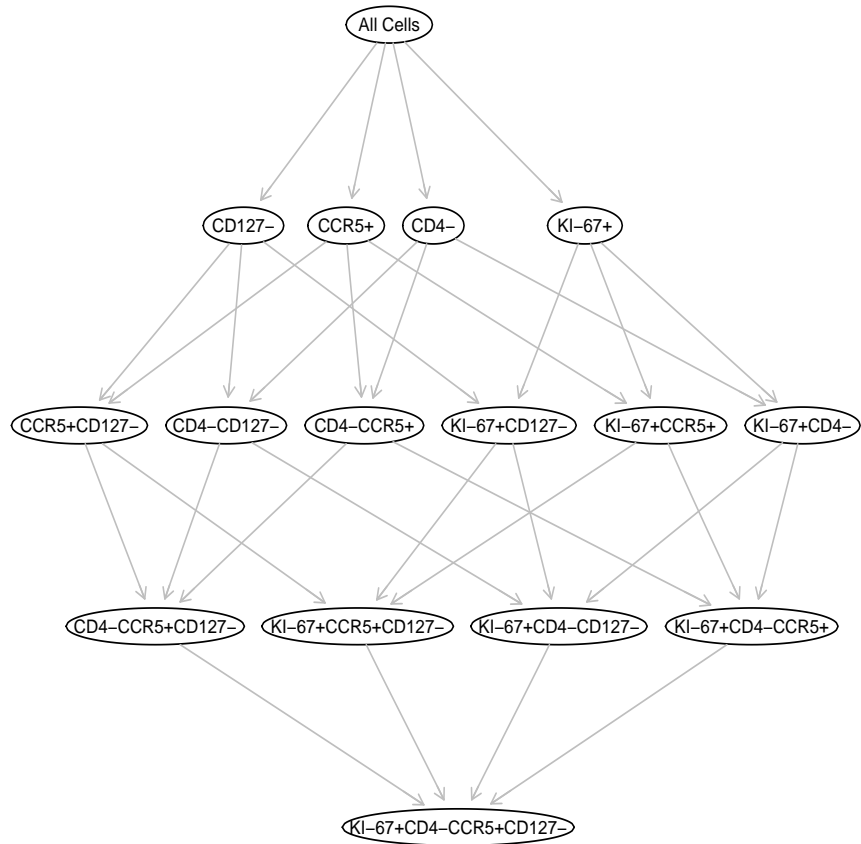 All Cells
CD127− CCR5+ CD4− KI−67+
CCR5+CD127− CD4−CD127− CD4−CCR5+ KI−67+CD127− KI−67+CCR5+ KI−67+CD4−
CD4−CCR5+CD127− KI−67+CCR5+CD127− KI−67+CD4−CD127− KI−67+CD4−CCR5+
KI−67+CD4−CCR5+CD127−